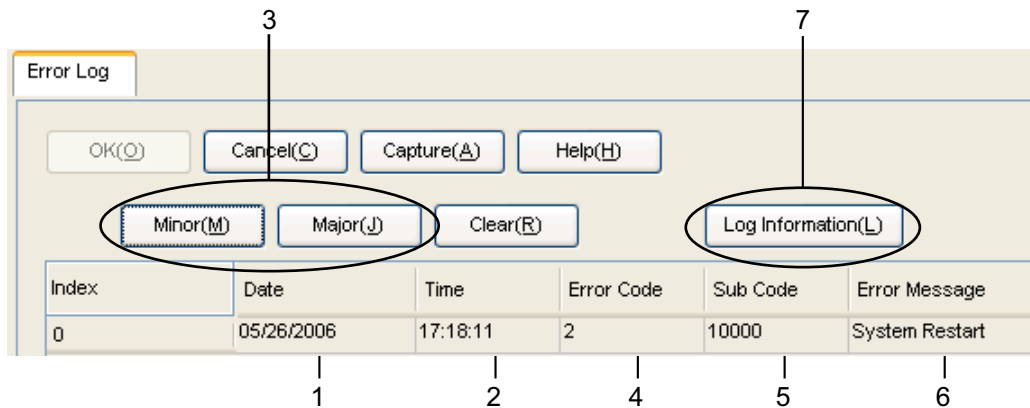 3 7
Error Log
OK(O) Cancel(C) Capture(A) Help(H)
Minor(M) Major(J) Clear(R) Log Information(L)
Index Date Time Error Code Sub Code Error Message
0 05/26/2006 17:18:11 2 10000 System Restart
1 2 4 5 6